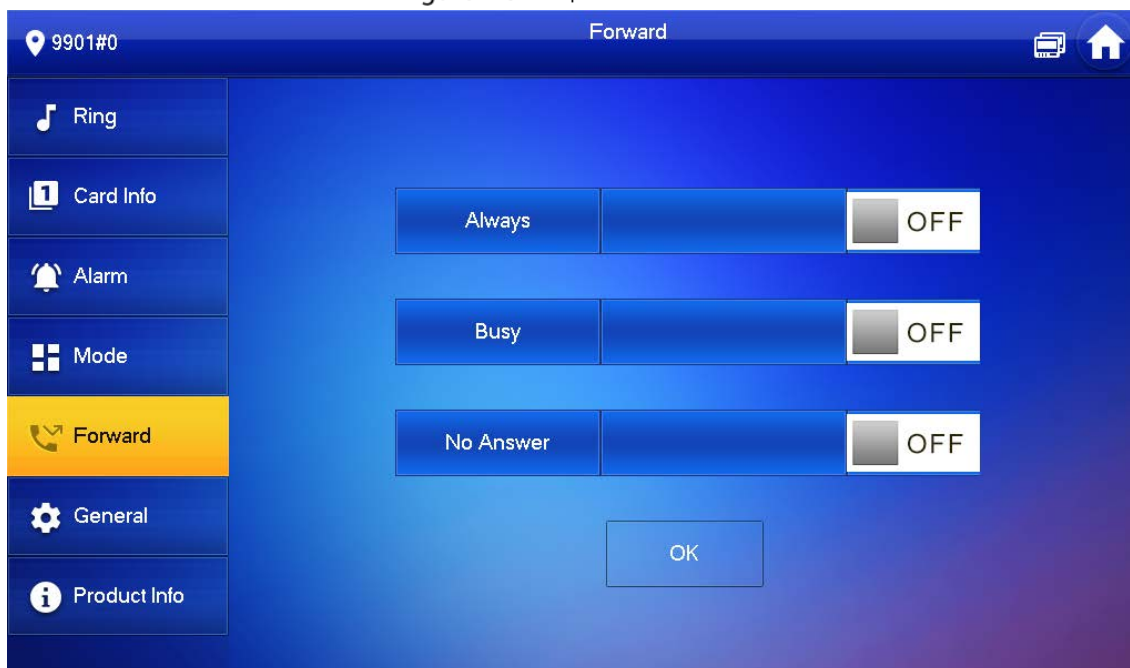 9901#0
Forward
Ring
1
Card Info
Alarm
Mode
Forward
General
i
Product Info
Always
OFF
Busy
OFF
No Answer
OFF
OK